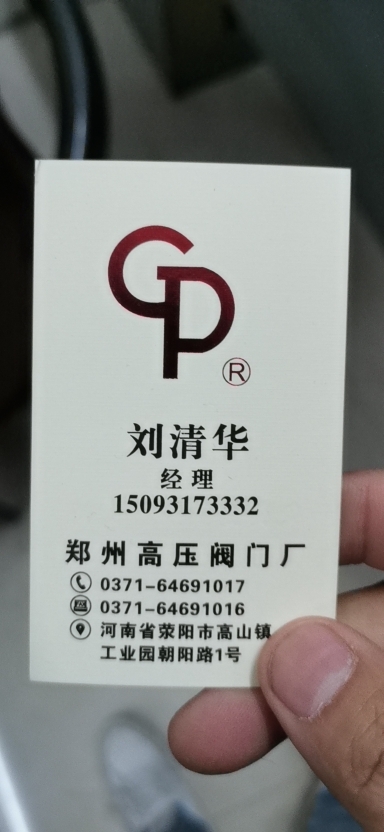 GP®
刘清华
经理
15093173332
郑州高压阀门厂
0371-64691017
0371-64691016
河南省荥阳市高山镇
工业园朝阳路1号